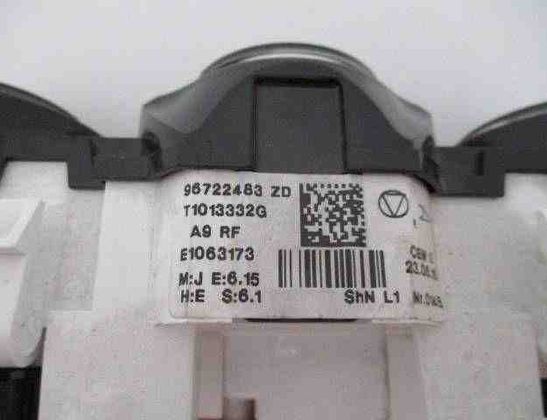 96722483 ZD
T1013332G
A9 RF
E1063173
M:J E:6.15
H:E S:6.1
ShN L1